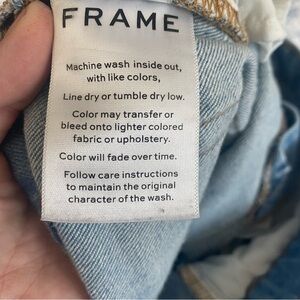 FRAME
Machine wash inside out,
with like colors,
Line dry or tumble dry low.
Color may transfer or
bleed onto lighter colored
fabric or upholstery.
Color will fade over time.
Follow care instructions
to maintain the original
character of the wash.